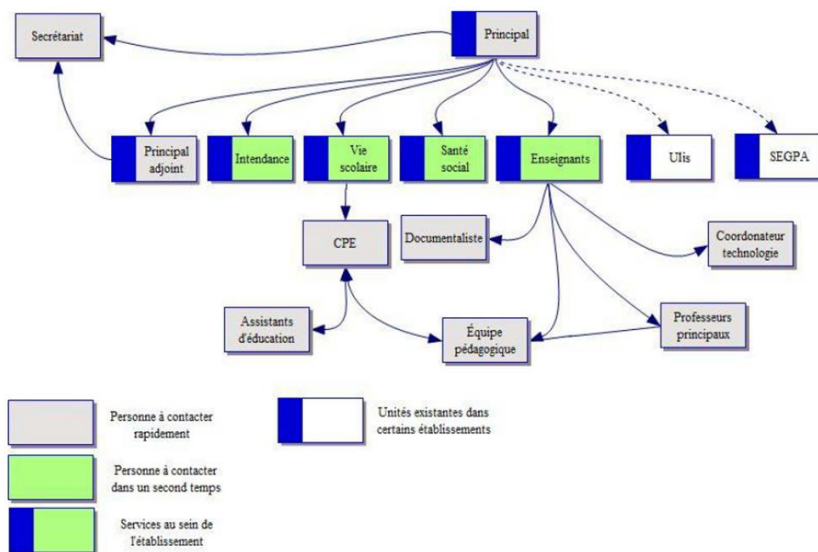 Secrétariat
Principal
Principal
adjoint
Intendance
Vie
scolaire
Santé
social
Enseignants
Ulis
SEGPA
CPE
Documentaliste
Coordonateur
technologie
Assistants
d'éducation
Équipe
pédagogique
Professeurs
principaux
Personne à contacter
rapidement
Unités existantes dans
certains établissements
Personne à contacter
dans un second temps
Services au sein de
l'établissement